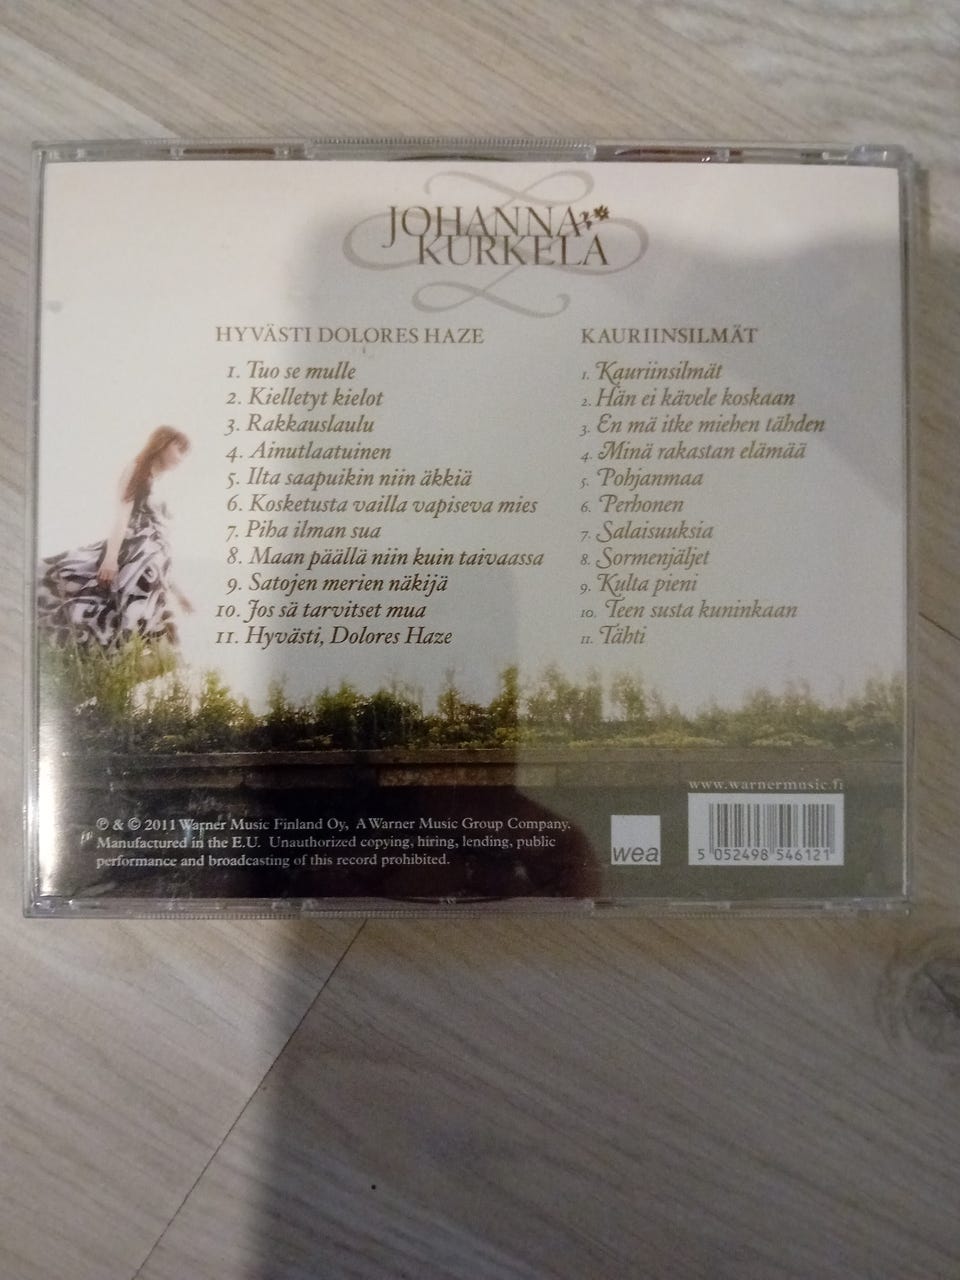 JOHANNA
KURKELA
HYVÄSTI DOLORES HAZE
1. Tuo se mulle
2. Kielletyt kielot
3. Rakkauslaulu
4. Ainutlaatuinen
5. Ilta saapuikin niin äkkiä
6. Kosketusta vailla vapiseva mies
7. Piha ilman sua
8. Maan päällä niin kuin taivaassa
9. Satojen merien näkijä
10. Jos sä tarvitset mua
11. Hyvästi, Dolores Haze
KAURIINSILMÄT
1. Kauriinsilmät
2. Hän ei kävele koskaan
3. En mä itke miehen tähden
4. Minä rakastan elämää
5. Pohjanmaa
6. Perhonen
7. Salaisuuksia
8. Sormenjäljet
9. Kulta pieni
10. Teen susta kuninkaan
11. Tähti
www.warnermusic.fi
℗ & © 2011 Warner Music Finland Oy, A Warner Music Group Company.
Manufactured in the E.U. Unauthorized copying, hiring, lending, public
performance and broadcasting of this record prohibited.
wea
5 052498 546121